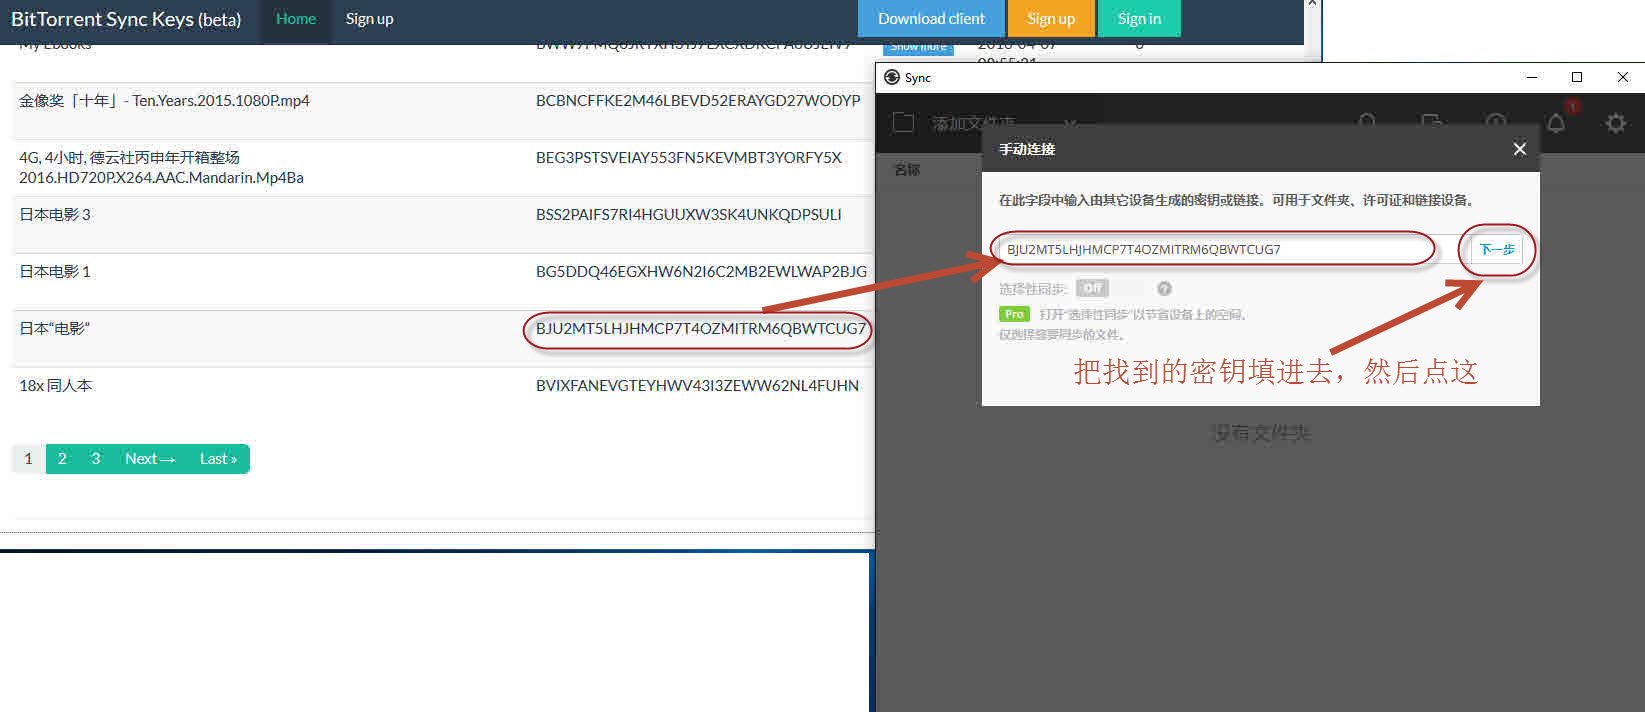 BitTorrent Sync Keys (beta) Home Sign up Download client Sign up Sign in
My Ebooks
Show more 2016-04-07
金像奖「十年」- Ten.Years.2015.1080P.mp4 BCBNCFFKE2M46LBEVD52ERAYGD27WODYP
4G, 4小时, 德云社丙申年开箱整场 BEG3PSTSVEIAY553FN5KEVMBT3YORFY5X
2016.HD720P.X264.AAC.Mandarin.Mp4Ba
日本电影 3 BSS2PAIFS7RI4HGUUXW3SK4UNKQDPSULI
日本电影 1 BG5DDQ46EGXHW6N2I6C2MB2EWLWAP2BJG
日本“电影” BJU2MT5LHJHMCP7T4OZMITRM6QBWTCUG7
18x 同人本 BVIXFANEVGTEYHWV43I3ZEWW62NL4FUHN
1 2 3 Next → Last »
Sync
添加文件夹
1
名称
手动连接
在此字段中输入由其它设备生成的密钥或链接。可用于文件夹、许可证和链接设备。
BJU2MT5LHJHMCP7T4OZMITRM6QBWTCUG7 下一步
选择性同步: Off ?
Pro 打开“选择性同步”以节省设备上的空间。
仅选择您要同步的文件。
把找到的密钥填进去，然后点这
没有文件夹